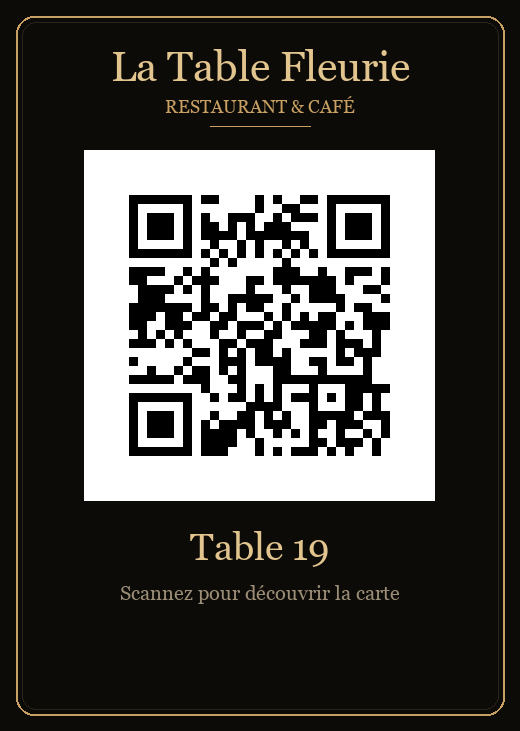 La Table Fleurie
RESTAURANT & CAFÉ
Table 19
Scannez pour découvrir la carte